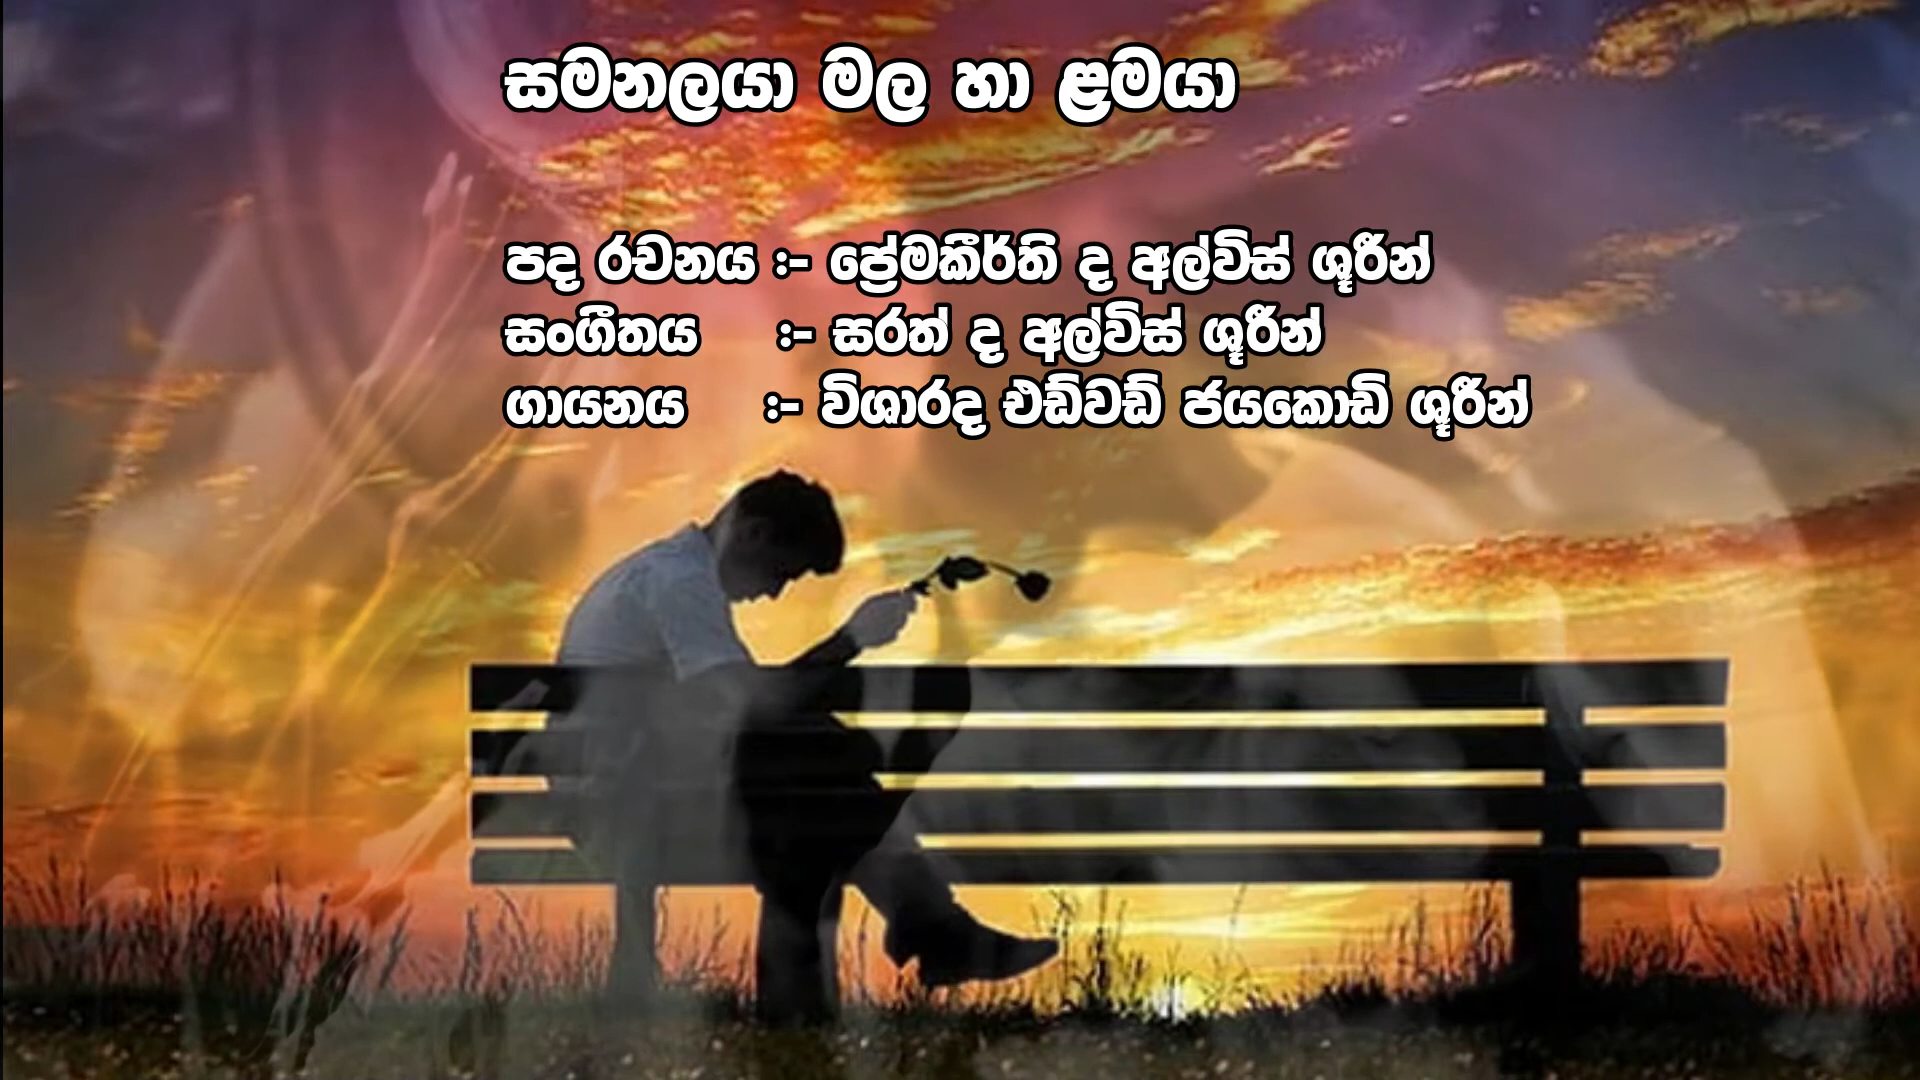 සමනලයා මල හා ළමයා
පද රචනය :- ප්‍රේමකීර්ති ද අල්විස් ශූරීන්
සංගීතය :- සරත් ද අල්විස් ශූරීන්
ගායනය :- විශාරද එඩ්වඩ් ජයකොඩි ශූරීන්